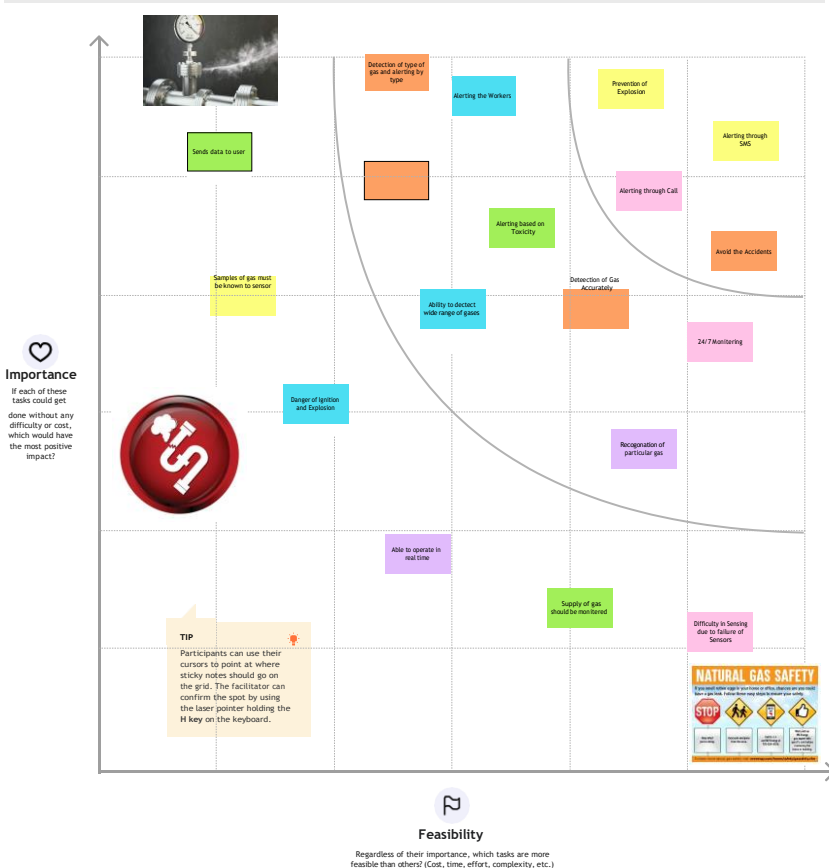 Detection of type of
gas and alerting by
type
Alerting the Workers
Prevention of
Explosion
Alerting through
SMS
Sends data to user
Alerting through Call
Alerting based on
Toxicity
Avoid the Accidents
Samples of gas must
be known to sensor
Deteection of Gas
Accurately
Ability to dectect
wide range of gases
24/7 Monitering
Importance
If each of these
tasks could get
done without any
difficulty or cost,
which would have
the most positive
impact?
Danger of Ignition
and Explosion
Recogonation of
particular gas
Able to operate in
real time
Supply of gas
should be monitered
Difficulty in Sensing
due to failure of
Sensors
TIP
Participants can use their
cursors to point at where
sticky notes should go on
the grid. The facilitator can
confirm the spot by using
the laser pointer holding the
H key on the keyboard.
NATURAL GAS SAFETY
STOP
Feasibility
Regardless of their importance, which tasks are more
feasible than others? (Cost, time, effort, complexity, etc.)